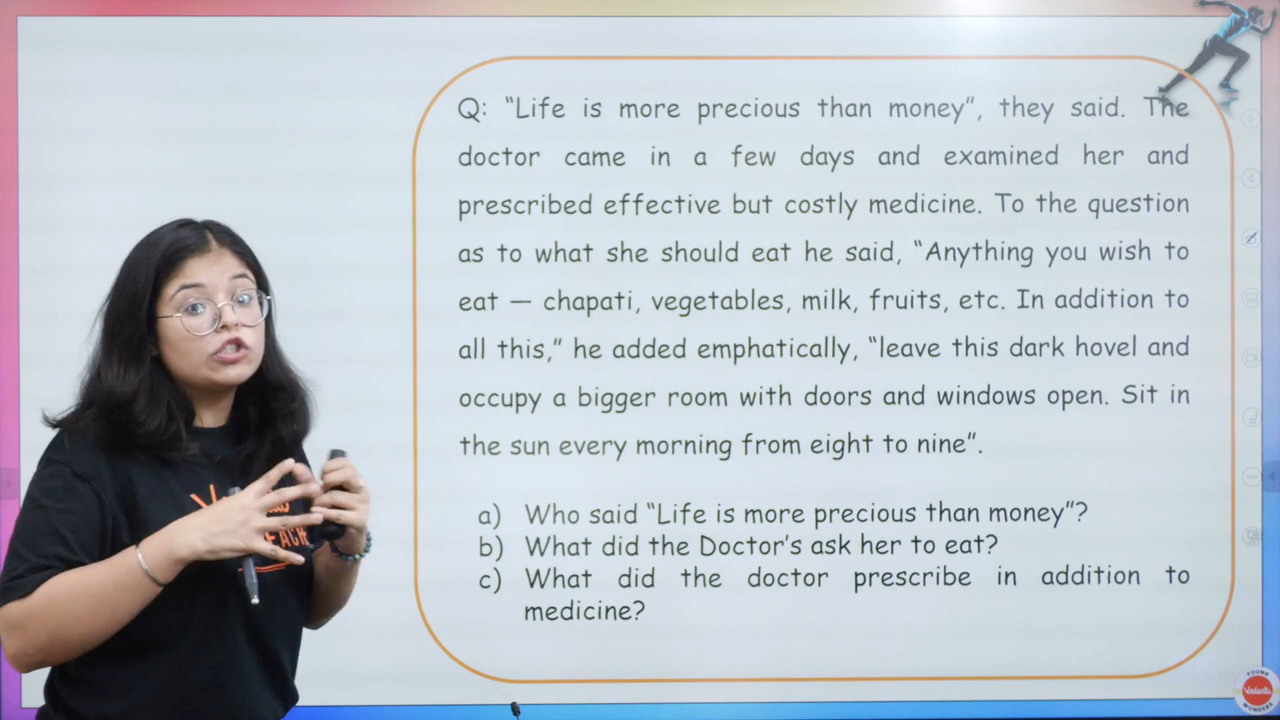 Q: “Life is more precious than money”, they said. The
doctor came in a few days and examined her and
prescribed effective but costly medicine. To the question
as to what she should eat he said, “Anything you wish to
eat — chapati, vegetables, milk, fruits, etc. In addition to
all this,” he added emphatically, “leave this dark hovel and
occupy a bigger room with doors and windows open. Sit in
the sun every morning from eight to nine”.
a) Who said “Life is more precious than money”?
b) What did the Doctor’s ask her to eat?
c) What did the doctor prescribe in addition to
medicine?
YOUNG
Vedantu
WONDERS